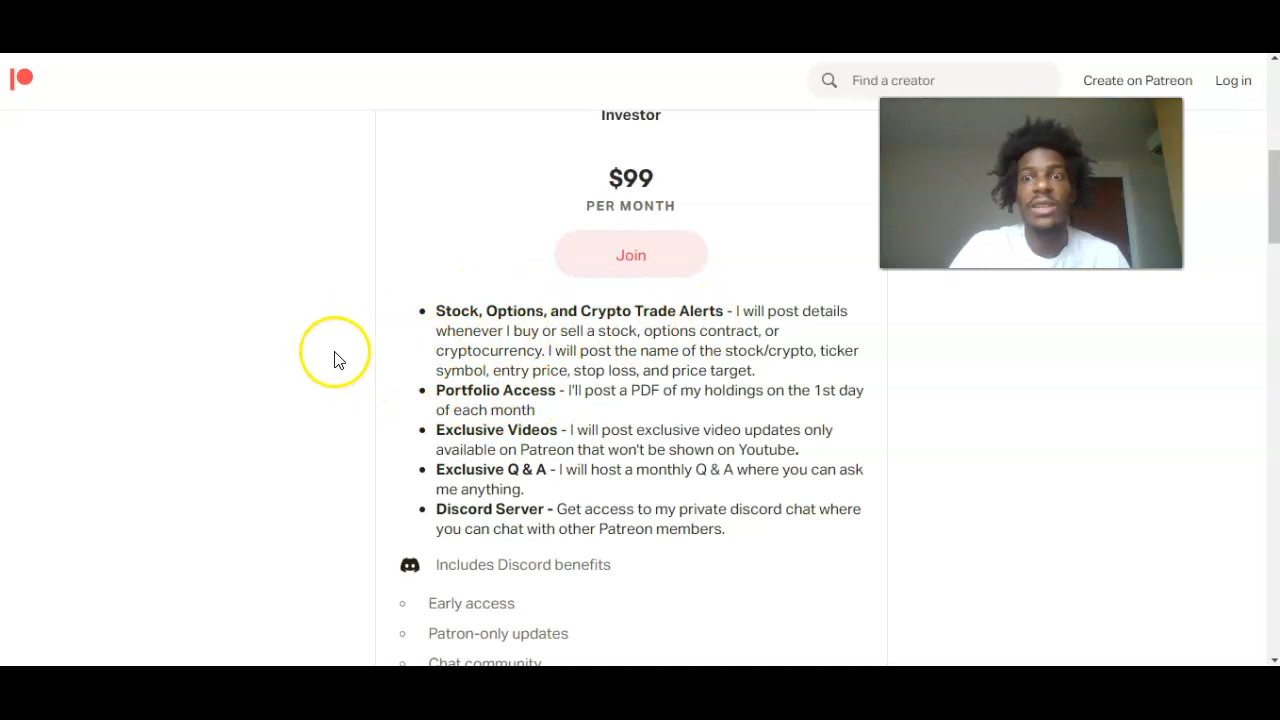 Find a creator
Create on Patreon
Log in
Investor
$99
PER MONTH
Join
Stock, Options, and Crypto Trade Alerts - I will post details
whenever I buy or sell a stock, options contract, or
cryptocurrency. I will post the name of the stock/crypto, ticker
symbol, entry price, stop loss, and price target.
Portfolio Access - I'll post a PDF of my holdings on the 1st day
of each month
Exclusive Videos - I will post exclusive video updates only
available on Patreon that won't be shown on Youtube.
Exclusive Q & A - I will host a monthly Q & A where you can ask
me anything.
Discord Server - Get access to my private discord chat where
you can chat with other Patreon members.
Includes Discord benefits
Early access
Patron-only updates
Chat community